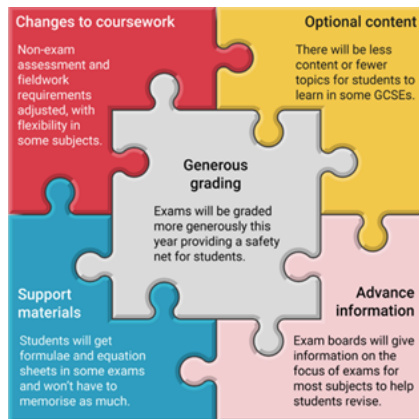 Changes to coursework
Non-exam
assessment and
fieldwork
requirements
adjusted, with
flexibility in
some subjects.
Optional content
There will be less
content or fewer
topics for students to
learn in some GCSEs.
Generous
grading
Exams will be graded
more generously this
year providing a safety
net for students.
Support
materials
Students will get
formulae and equation
sheets in some exams
and won't have to
memorise as much.
Advance
information
Exam boards will give
information on the
focus of exams for
most subjects to help
students revise.